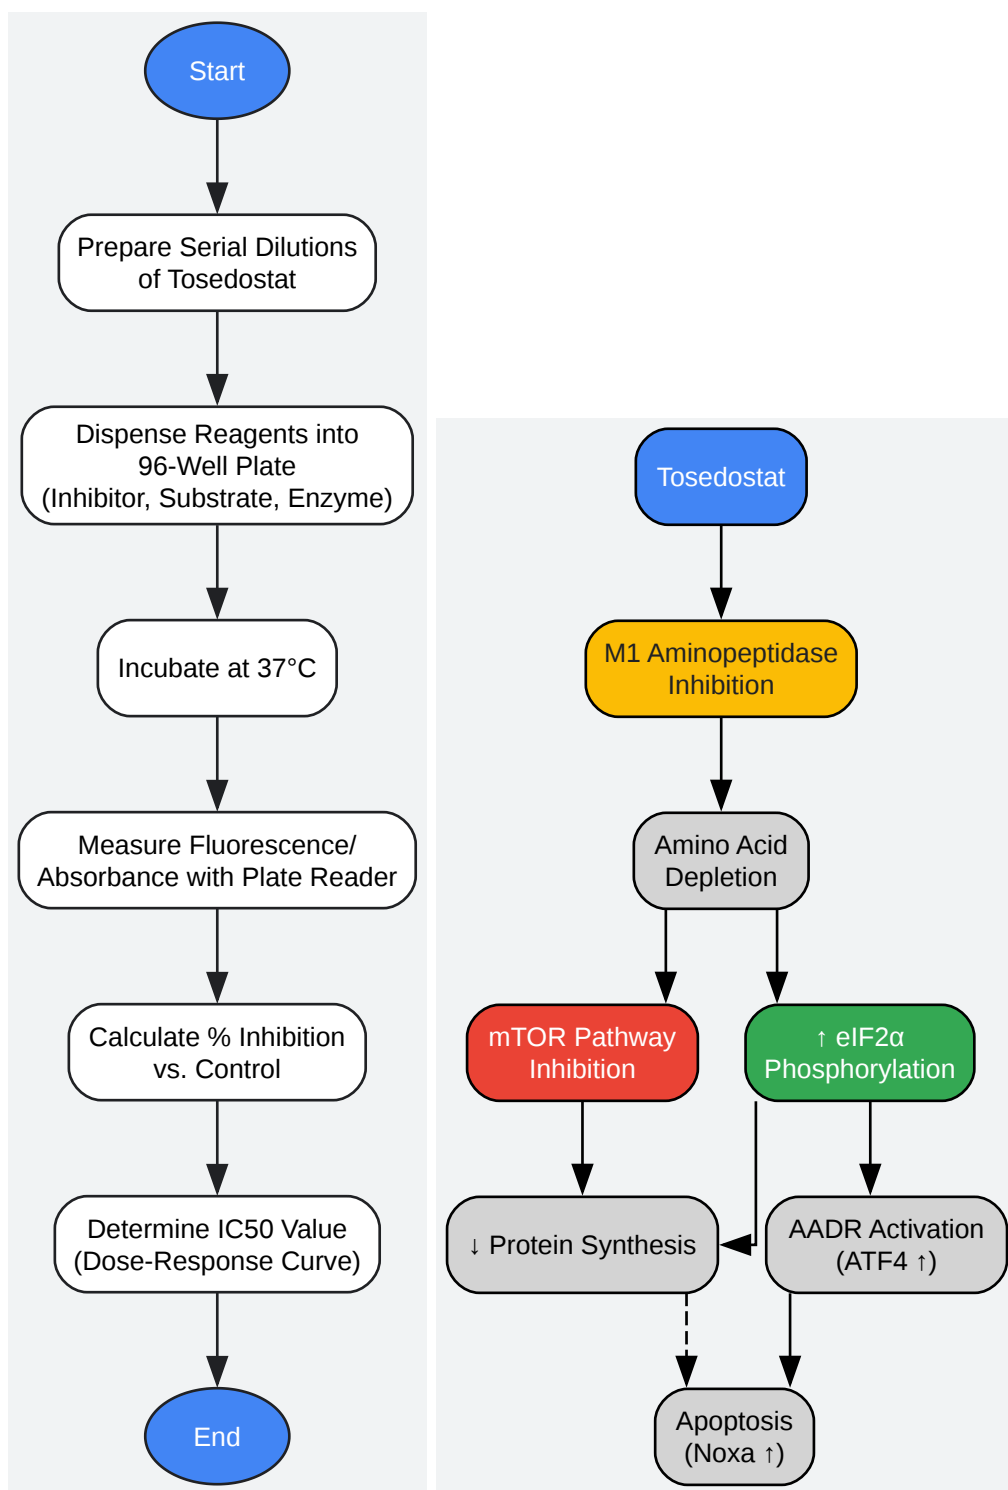 Start
Prepare Serial Dilutions
of Tosedostat
Dispense Reagents into
96-Well Plate
(Inhibitor, Substrate, Enzyme)
Incubate at 37°C
Measure Fluorescence/
Absorbance with Plate Reader
Calculate % Inhibition
vs. Control
Determine IC50 Value
(Dose-Response Curve)
End
Tosedostat
M1 Aminopeptidase
Inhibition
Amino Acid
Depletion
mTOR Pathway
Inhibition
↑ eIF2α
Phosphorylation
↓ Protein Synthesis
AADR Activation
(ATF4 ↑)
Apoptosis
(Noxa ↑)